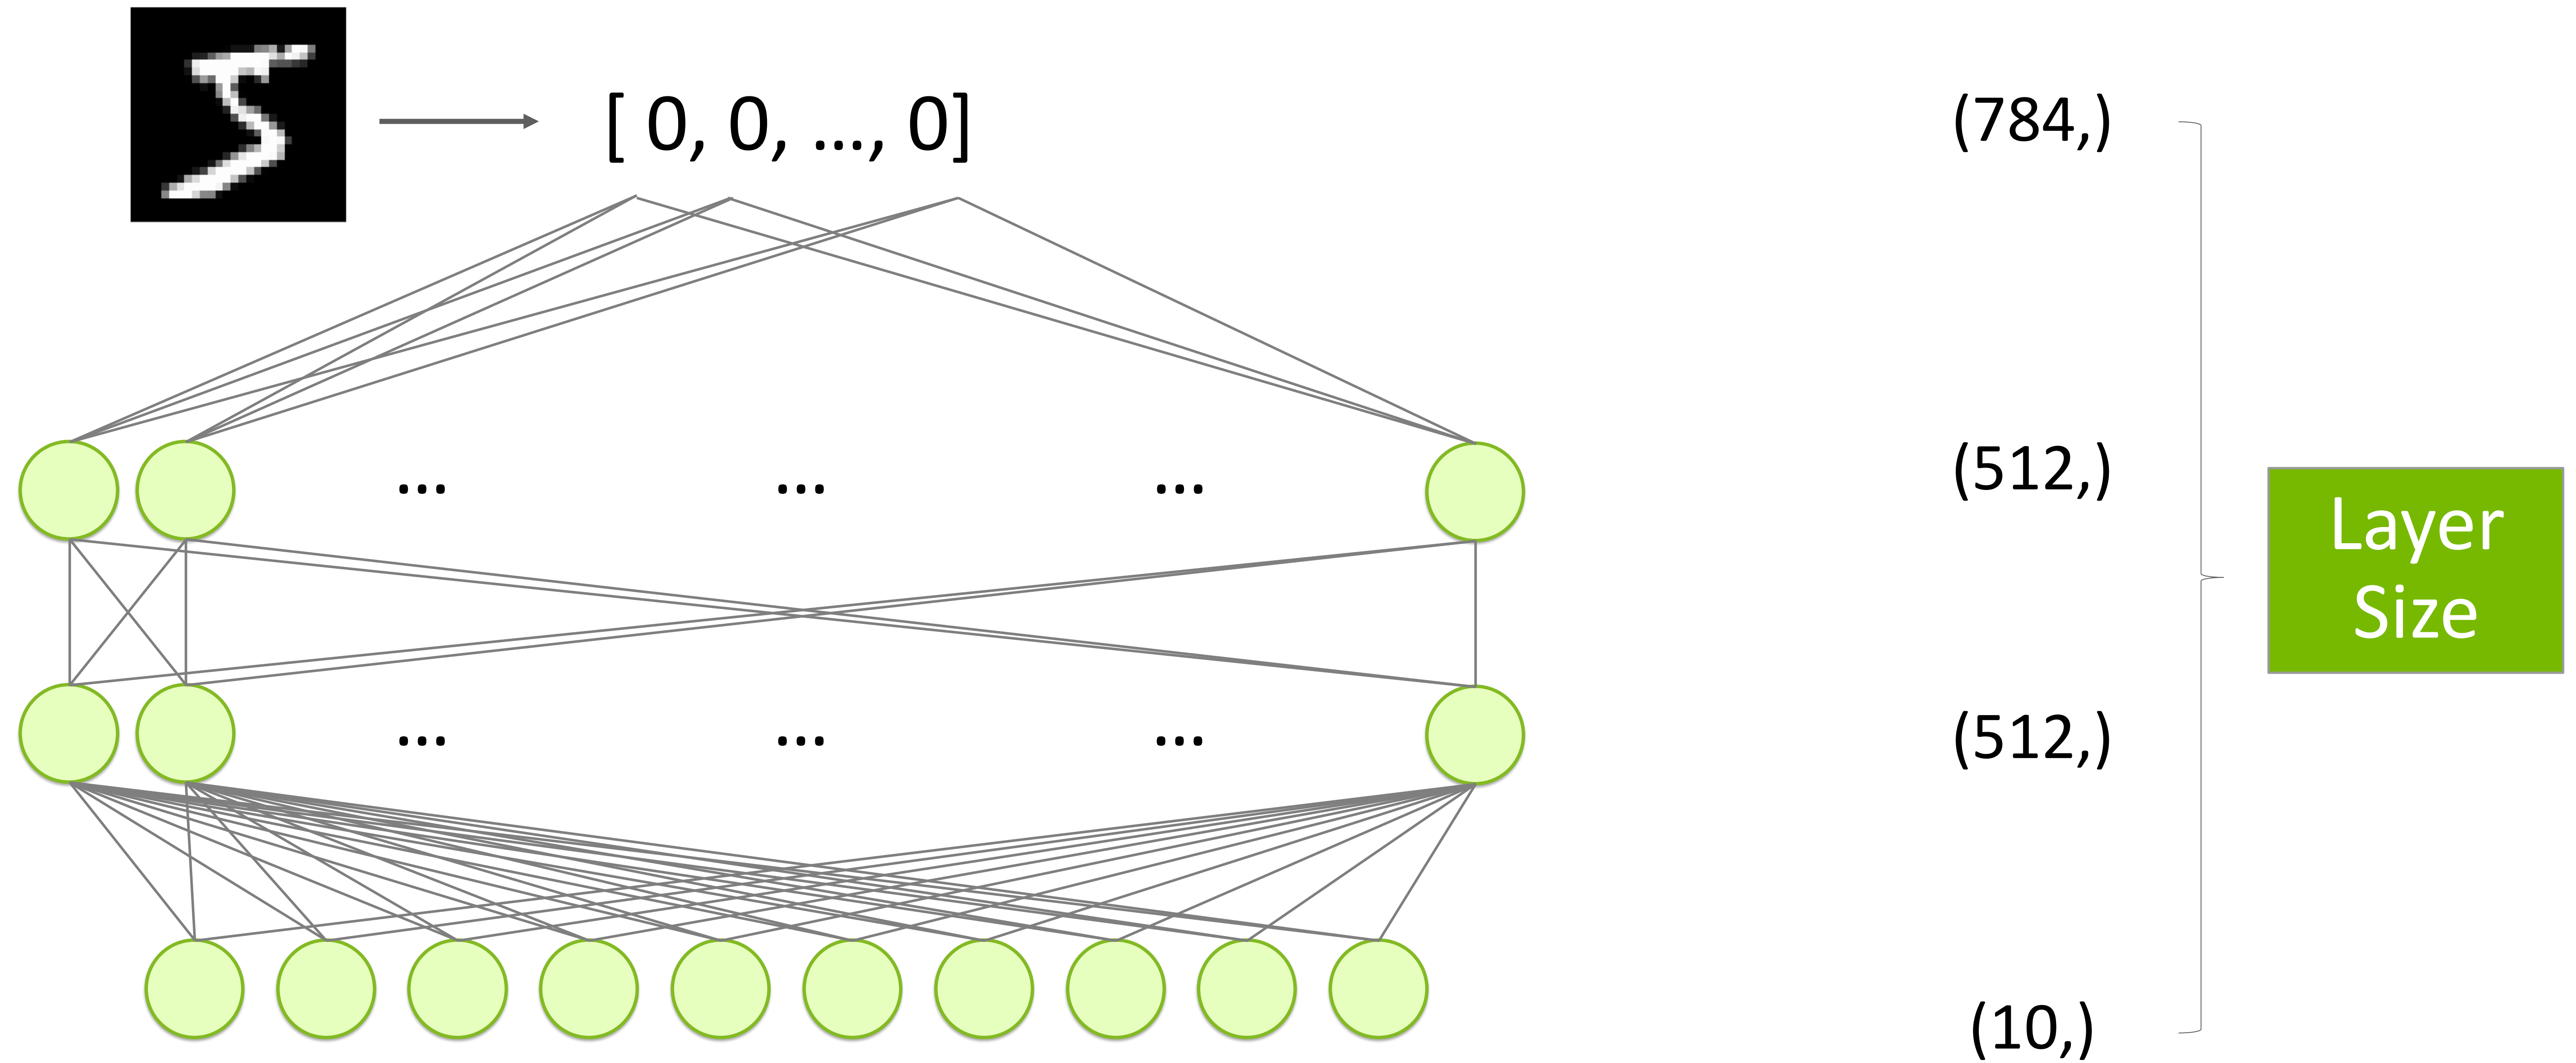 [ 0, 0, …, 0]
(784,)
… … …
(512,)
Layer
Size
… … …
(512,)
(10,)